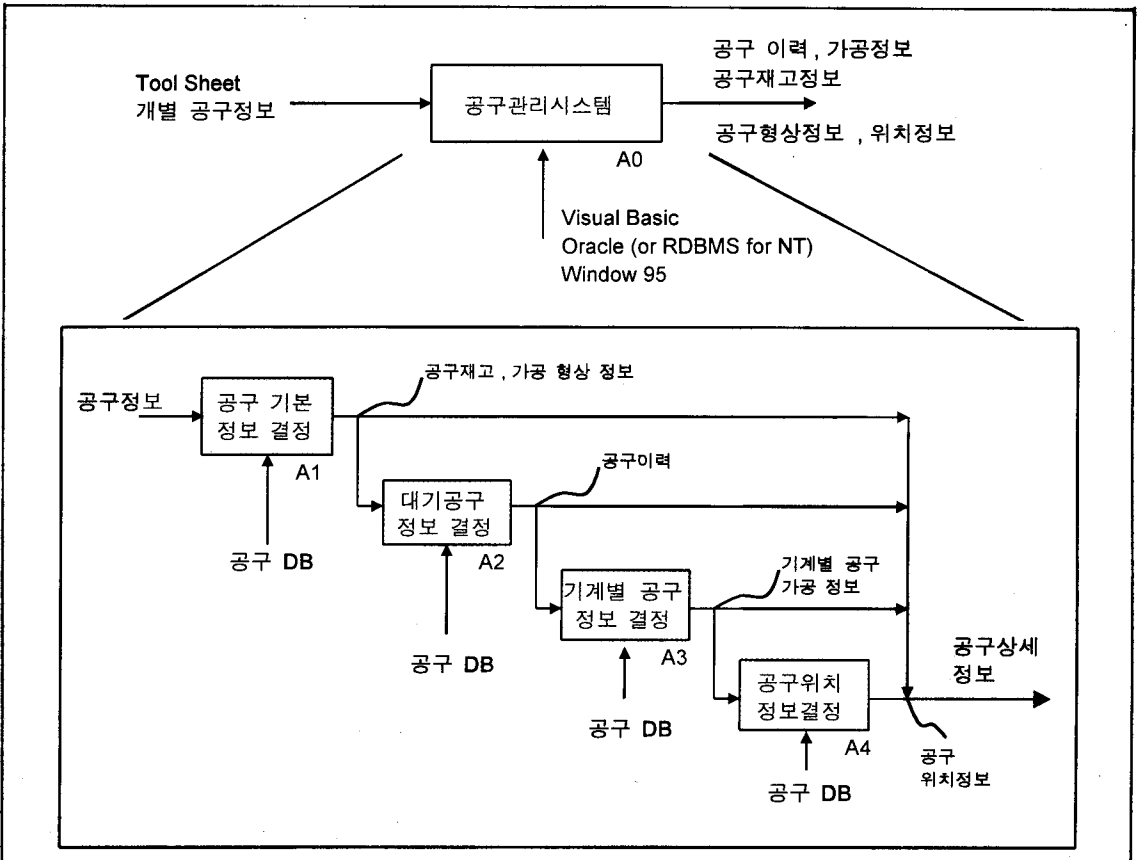 Tool Sheet
개별 공구정보
공구관리시스템
A0
공구 이력 , 가공정보
공구재고정보
공구형상정보 , 위치정보
Visual Basic
Oracle (or RDBMS for NT)
Window 95
공구정보
공구 기본
정보 결정
A1
공구 DB
공구재고 , 가공 형상 정보
대기공구
정보 결정
A2
공구 DB
공구이력
기계별 공구
정보 결정
A3
공구 DB
기계별 공구
가공 정보
공구위치
정보결정
A4
공구 DB
공구상세
정보
공구
위치정보